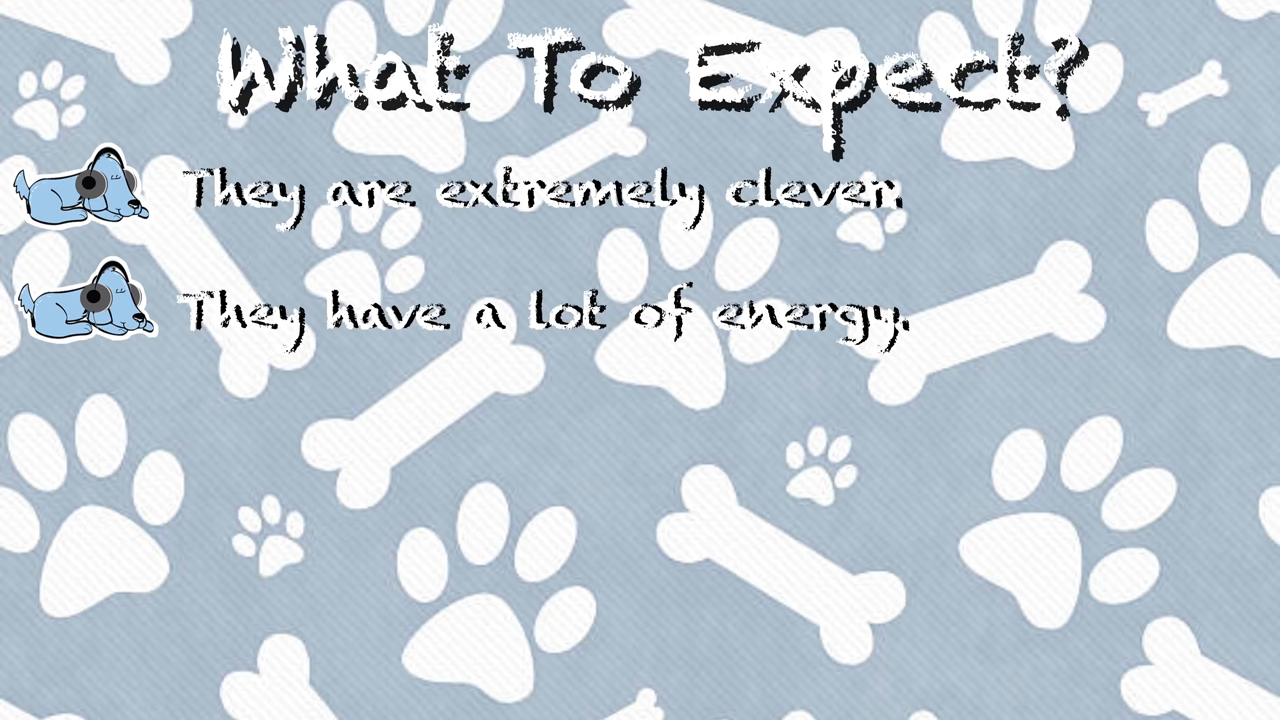 What To Expect?
They are extremely clever.
They have a lot of energy.